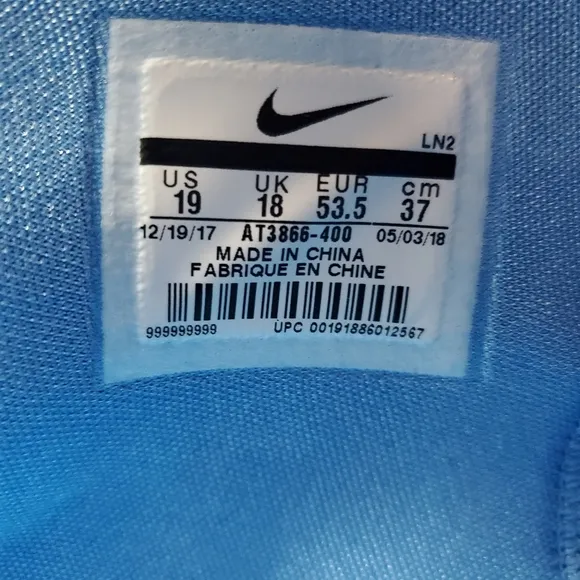 LN2
US UK EUR cm
19 18 53.5 37
12/19/17 AT3866-400 05/03/18
MADE IN CHINA
FABRIQUE EN CHINE
999999999 UPC 00191886012567